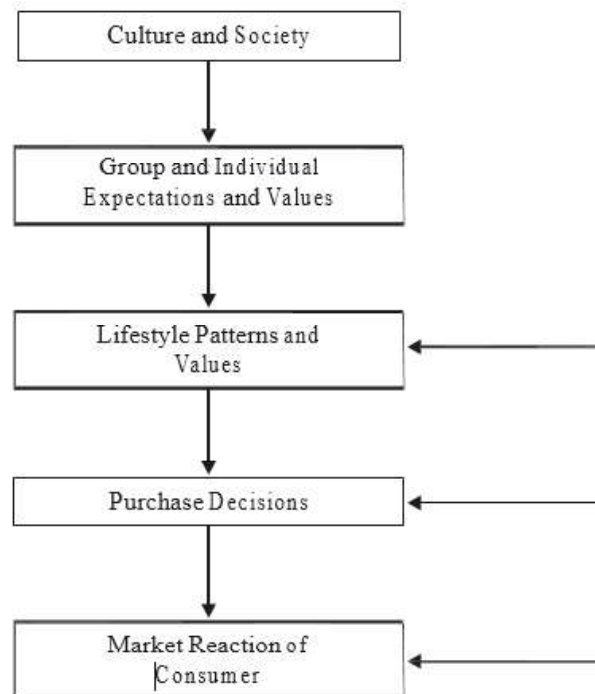 Culture and Society
Group and Individual
Expectations and Values
Lifestyle Patterns and
Values
Purchase Decisions
Market Reaction of
Consumer